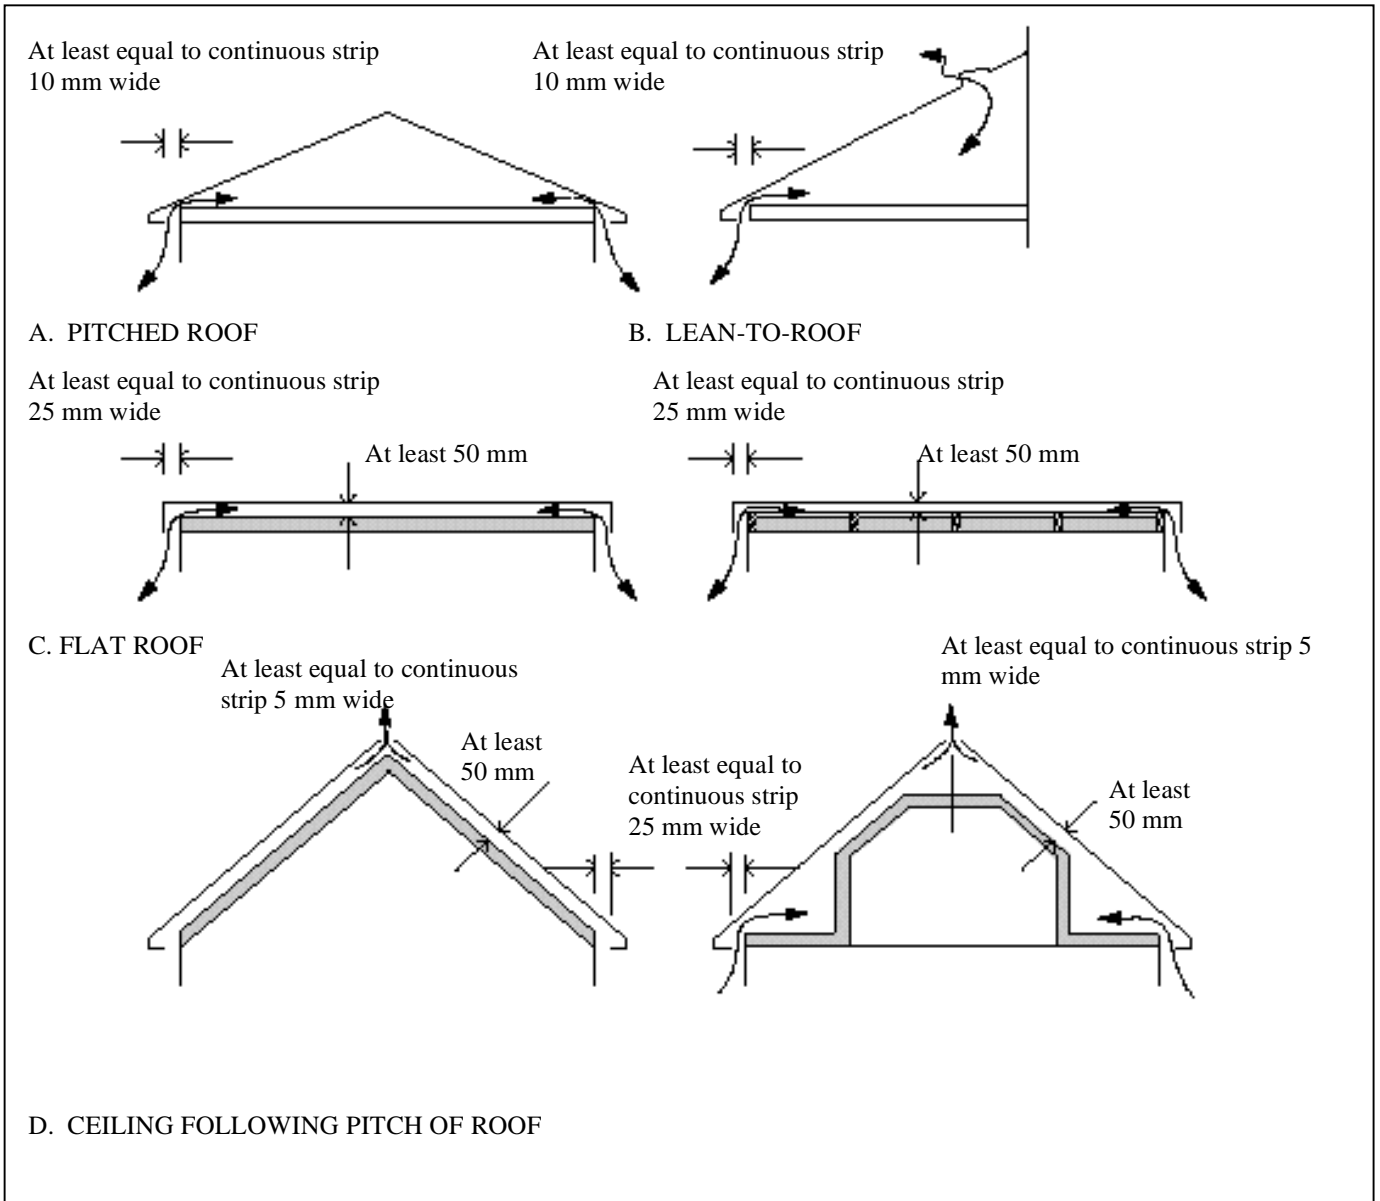 At least equal to continuous strip
10 mm wide
At least equal to continuous strip
10 mm wide
A. PITCHED ROOF
B. LEAN-TO-ROOF
At least equal to continuous strip
25 mm wide
At least equal to continuous strip
25 mm wide
At least 50 mm
At least 50 mm
C. FLAT ROOF
At least equal to continuous
strip 5 mm wide
At least equal to continuous strip 5
mm wide
At least
50 mm
At least equal to
continuous strip
25 mm wide
At least
50 mm
D. CEILING FOLLOWING PITCH OF ROOF